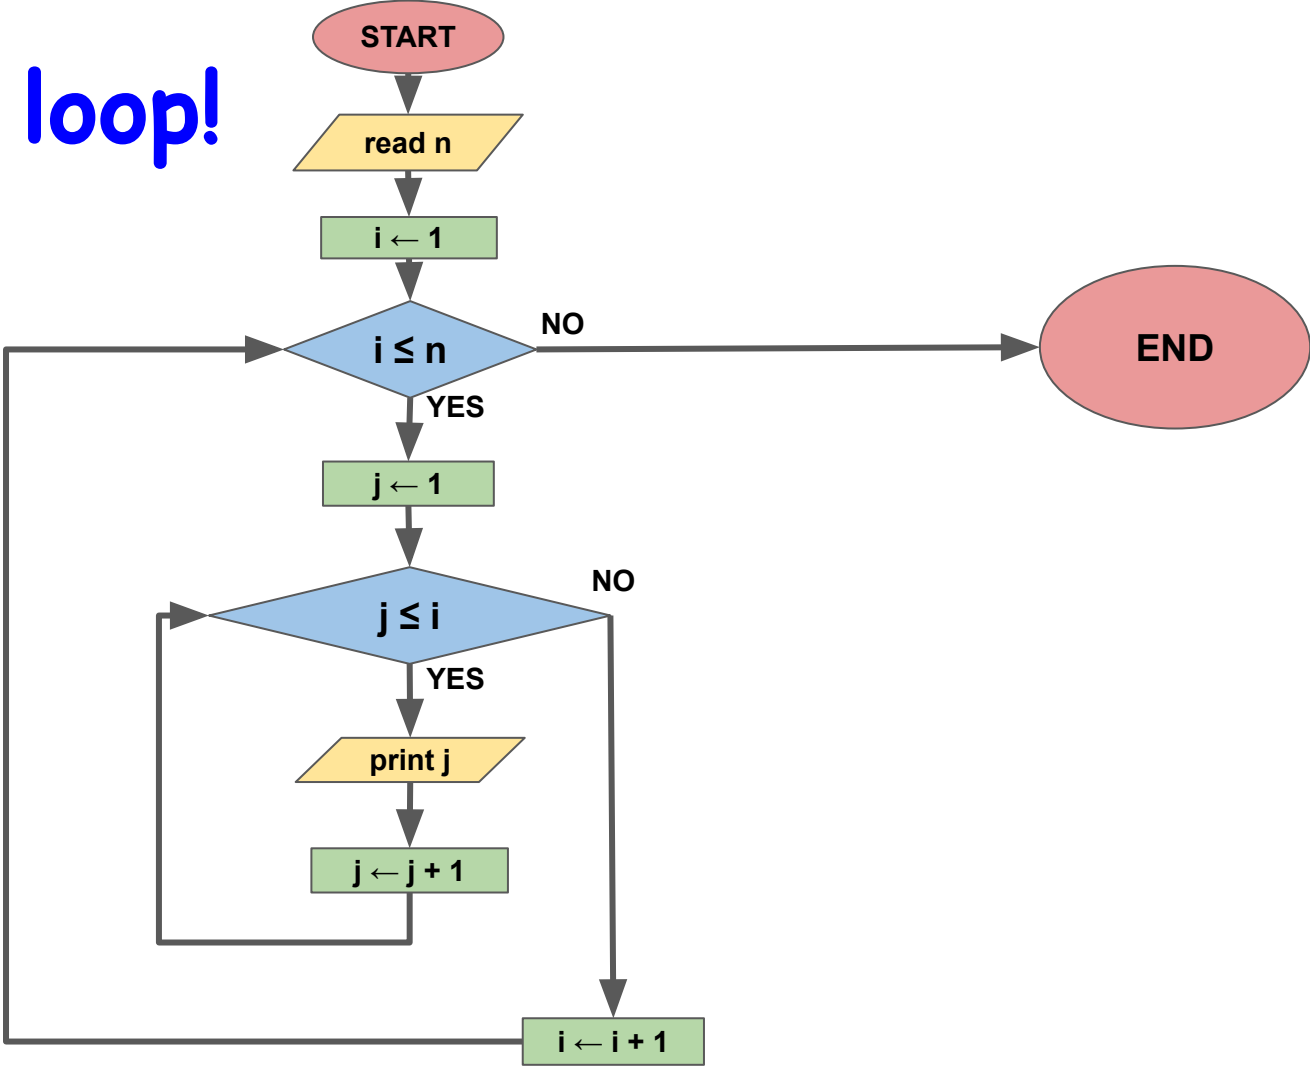 START
loop!
read n
i ← 1
i ≤ n
NO
END
YES
j ← 1
j ≤ i
NO
YES
print j
j ← j + 1
i ← i + 1